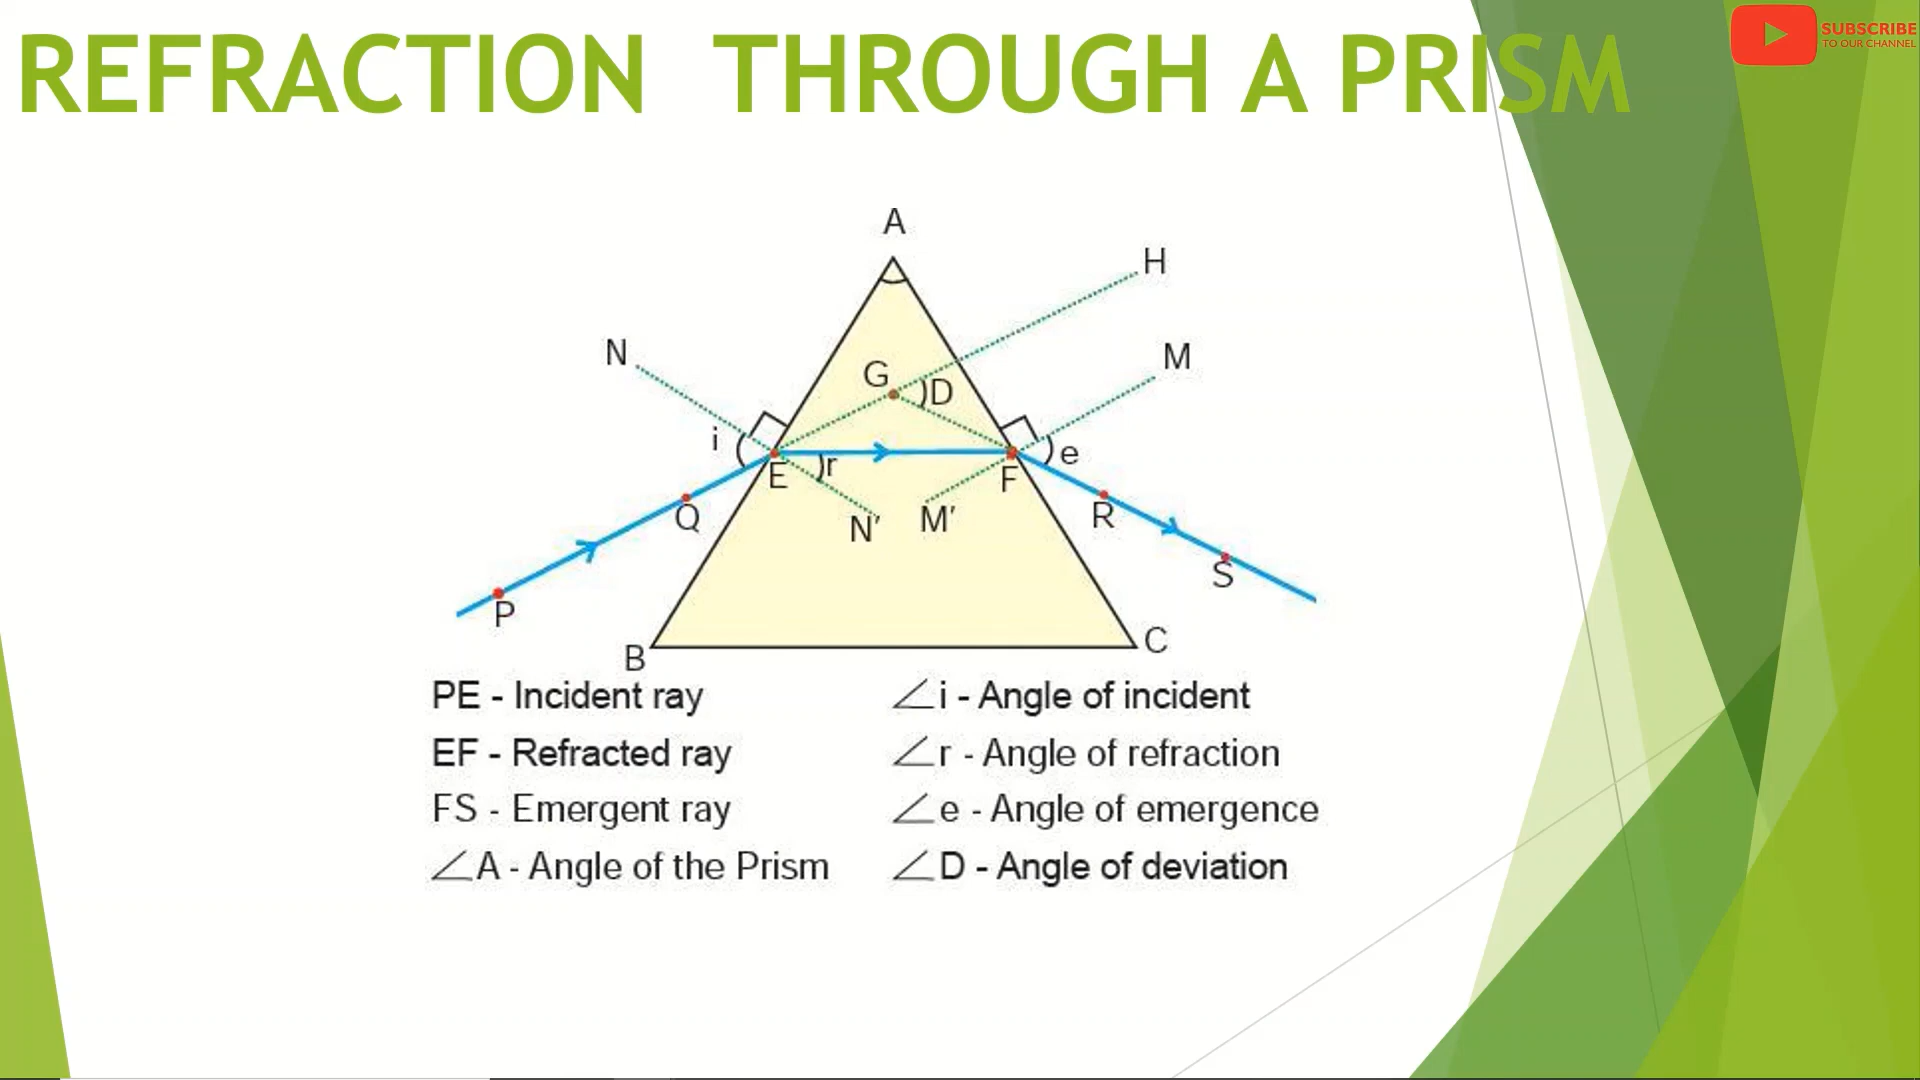 REFRACTION THROUGH A PRISM
SUBSCRIBE
TO OUR CHANNEL
A
H
N
M
G
D
i
e
E
r
F
Q
N'
M'
R
S
P
B
C
PE - Incident ray
∠i - Angle of incident
EF - Refracted ray
∠r - Angle of refraction
FS - Emergent ray
∠e - Angle of emergence
∠A - Angle of the Prism
∠D - Angle of deviation